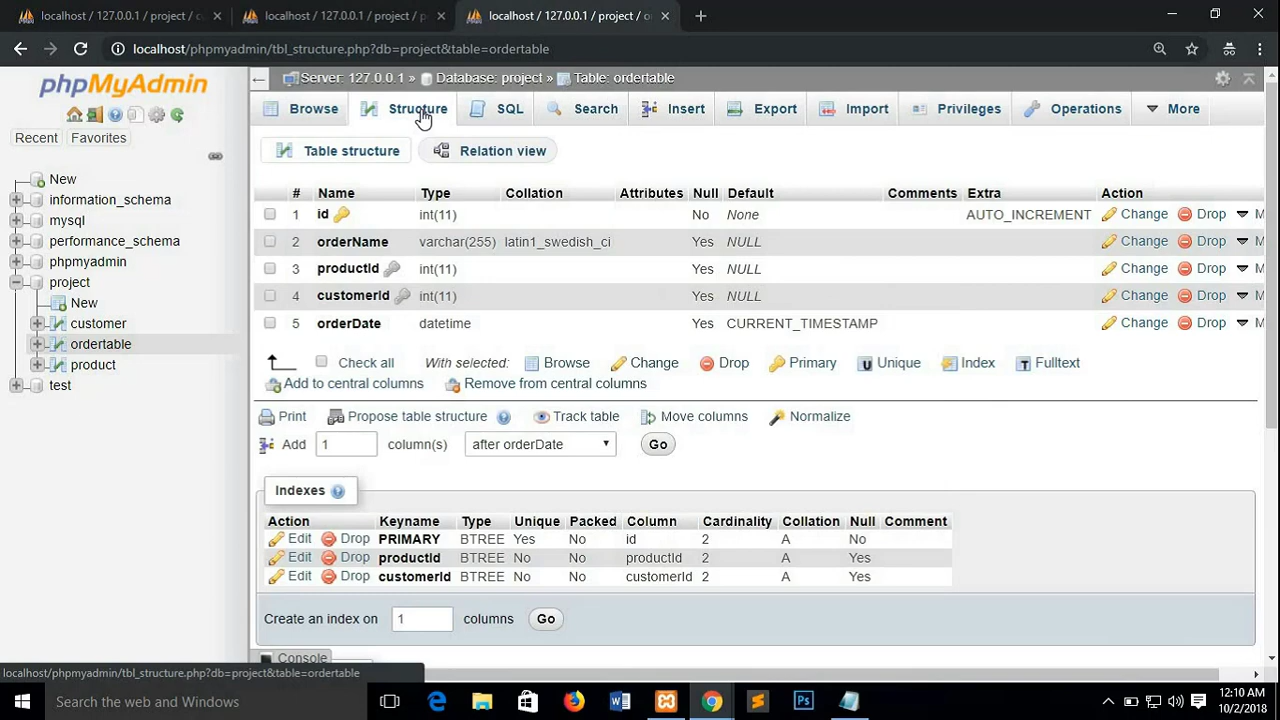 localhost / 127.0.0.1 / project / c
localhost / 127.0.0.1 / project / p
localhost / 127.0.0.1 / project / o
localhost/phpmyadmin/tbl_structure.php?db=project&table=ordertable
phpMyAdmin
Recent Favorites
New
information_schema
mysql
performance_schema
phpmyadmin
project
New
customer
ordertable
product
test
Server: 127.0.0.1 » Database: project » Table: ordertable
Browse Structure SQL Search Insert Export Import Privileges Operations More
Table structure Relation view
# Name Type Collation Attributes Null Default Comments Extra Action
1 id int(11) No None AUTO_INCREMENT Change Drop M
2 orderName varchar(255) latin1_swedish_ci Yes NULL Change Drop M
3 productId int(11) Yes NULL Change Drop M
4 customerId int(11) Yes NULL Change Drop M
5 orderDate datetime Yes CURRENT_TIMESTAMP Change Drop M
Check all With selected: Browse Change Drop Primary Unique Index Fulltext
Add to central columns Remove from central columns
Print Propose table structure Track table Move columns Normalize
Add 1 column(s) after orderDate Go
Indexes
Action Keyname Type Unique Packed Column Cardinality Collation Null Comment
Edit Drop PRIMARY BTREE Yes No id 2 A No
Edit Drop productId BTREE No No productId 2 A Yes
Edit Drop customerId BTREE No No customerId 2 A Yes
Create an index on 1 columns Go
Console
localhost/phpmyadmin/tbl_structure.php?db=project&table=ordertable
Search the web and Windows
12:10 AM
10/2/2018